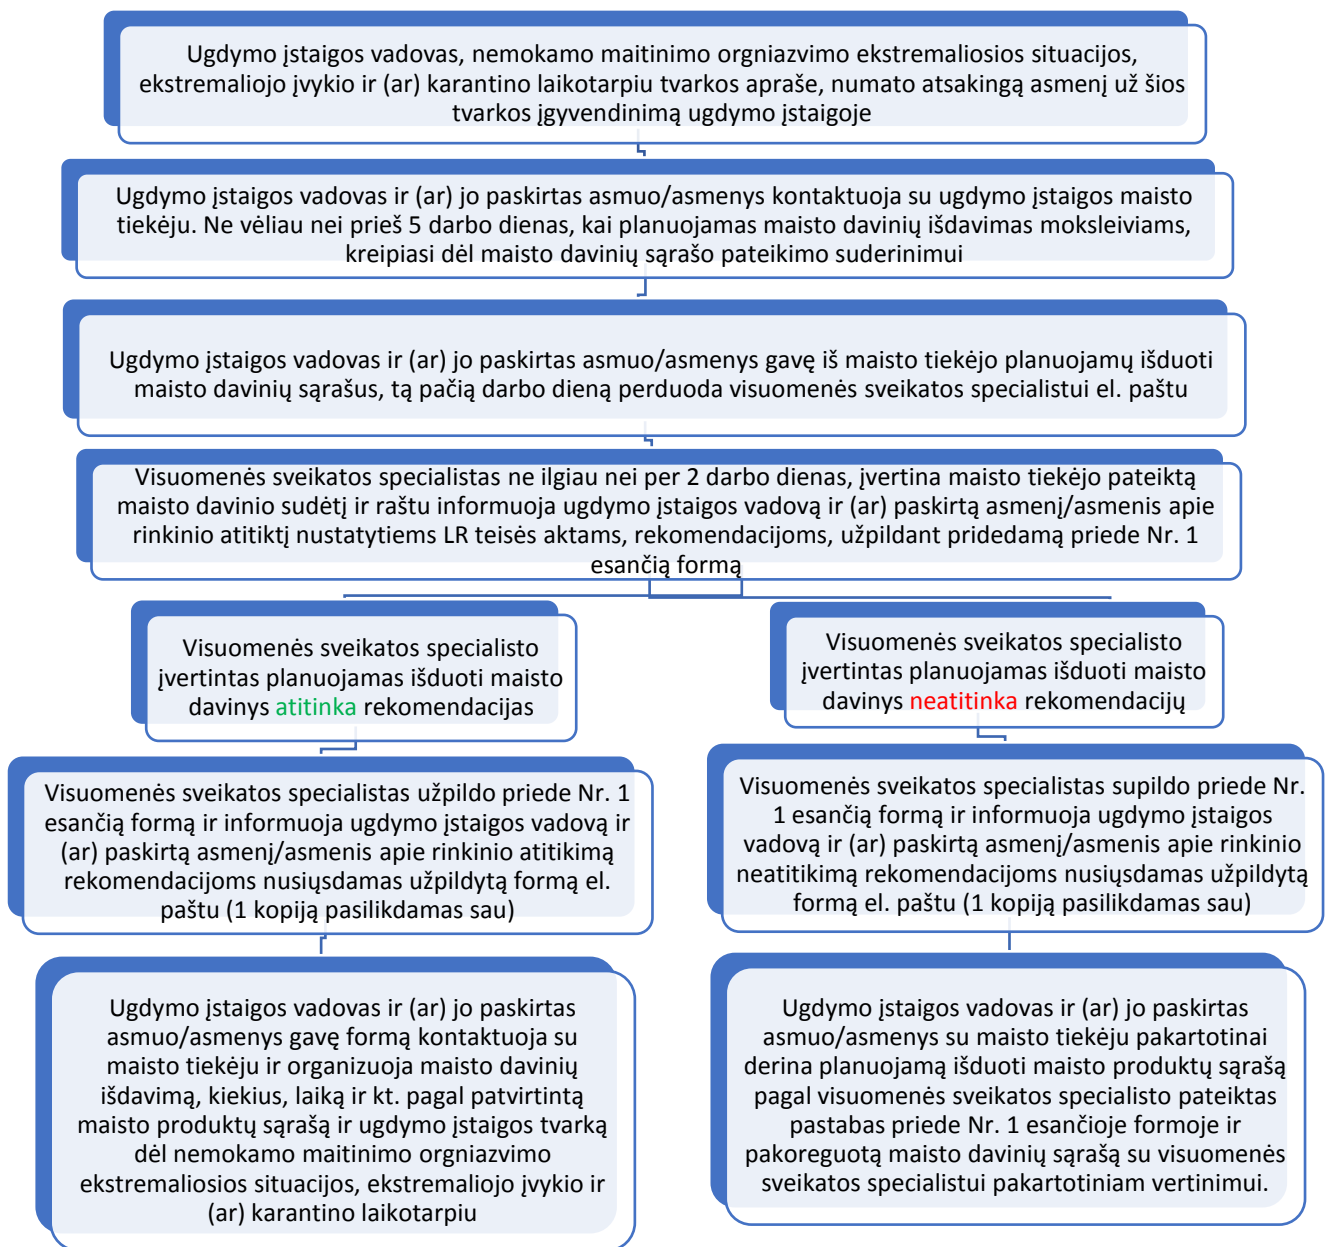 Ugdymo įstaigos vadovas, nemokamo maitinimo orgniazvimo ekstremaliosios situacijos,
ekstremaliojo įvykio ir (ar) karantino laikotarpiu tvarkos apraše, numato atsakingą asmenį už šios
tvarkos įgyvendinimą ugdymo įstaigoje
Ugdymo įstaigos vadovas ir (ar) jo paskirtas asmuo/asmenys kontaktuoja su ugdymo įstaigos maisto
tiekėju. Ne vėliau nei prieš 5 darbo dienas, kai planuojamas maisto davinių išdavimas moksleiviams,
kreipiasi dėl maisto davinių sąrašo pateikimo suderinimui
Ugdymo įstaigos vadovas ir (ar) jo paskirtas asmuo/asmenys gavę iš maisto tiekėjo planuojamų išduoti
maisto davinių sąrašus, tą pačią darbo dieną perduoda visuomenės sveikatos specialistui el. paštu
Visuomenės sveikatos specialistas ne ilgiau nei per 2 darbo dienas, įvertina maisto tiekėjo pateiktą
maisto davinio sudėtį ir raštu informuoja ugdymo įstaigos vadovą ir (ar) paskirtą asmenį/asmenis apie
rinkinio atitiktį nustatytiems LR teisės aktams, rekomendacijoms, užpildant pridedamą priede Nr. 1
esančią formą
Visuomenės sveikatos specialisto
įvertintas planuojamas išduoti maisto
davinys atitinka rekomendacijas
Visuomenės sveikatos specialisto
įvertintas planuojamas išduoti maisto
davinys neatitinka rekomendacijų
Visuomenės sveikatos specialistas užpildo priede Nr. 1
esančią formą ir informuoja ugdymo įstaigos vadovą ir
(ar) paskirtą asmenį/asmenis apie rinkinio atitikimą
rekomendacijoms nusiųsdamas užpildytą formą el.
paštu (1 kopiją pasilikdamas sau)
Visuomenės sveikatos specialistas supildo priede Nr.
1 esančią formą ir informuoja ugdymo įstaigos
vadovą ir (ar) paskirtą asmenį/asmenis apie rinkinio
neatitikimą rekomendacijoms nusiųsdamas užpildytą
formą el. paštu (1 kopiją pasilikdamas sau)
Ugdymo įstaigos vadovas ir (ar) jo paskirtas
asmuo/asmenys gavę formą kontaktuoja su
maisto tiekėju ir organizuoja maisto davinių
išdavimą, kiekius, laiką ir kt. pagal patvirtintą
maisto produktų sąrašą ir ugdymo įstaigos tvarką
dėl nemokamo maitinimo orgniazvimo
ekstremaliosios situacijos, ekstremaliojo įvykio ir
(ar) karantino laikotarpiu
Ugdymo įstaigos vadovas ir (ar) jo paskirtas
asmuo/asmenys su maisto tiekėju pakartotinai
derina planuojamą išduoti maisto produktų sąrašą
pagal visuomenės sveikatos specialisto pateiktas
pastabas priede Nr. 1 esančioje formoje ir
pakoreguotą maisto davinių sąrašą su visuomenės
sveikatos specialistui pakartotiniam vertinimui.